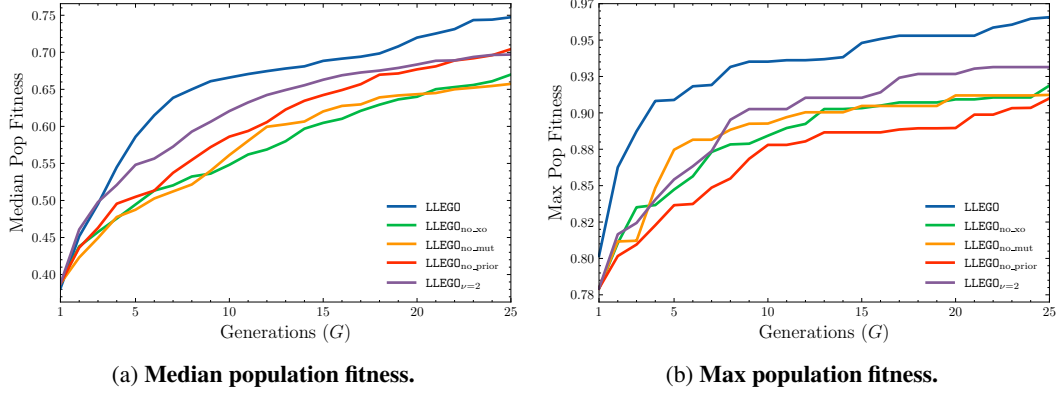 0.75
0.70
0.65
0.60
0.55
0.50
0.45
0.40
Median Pop Fitness
1 5 10 15 20 25
Generations (G)
LLEGO
LLEGOno_xo
LLEGOno_mut
LLEGOno_prior
LLEGOν=2
(a) Median population fitness.
0.97
0.95
0.93
0.90
0.88
0.85
0.82
0.80
0.78
Max Pop Fitness
1 5 10 15 20 25
Generations (G)
LLEGO
LLEGOno_xo
LLEGOno_mut
LLEGOno_prior
LLEGOν=2
(b) Max population fitness.